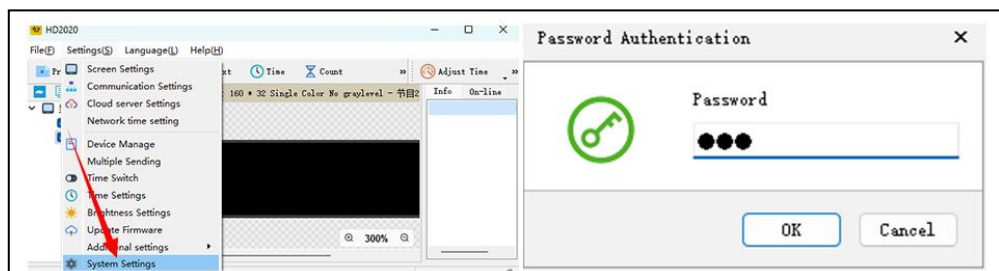 HD2020
File(F) Settings(S) Language(L) Help(H)
Screen Settings
Communication Settings
Cloud server Settings
Network time setting
Device Manage
Multiple Sending
Time Switch
Time Settings
Brightness Settings
Update Firmware
Additional settings
System Settings
Time Count » Adjust Time »
160 * 32 Single Color No graylevel - 节目2
Info On-line
300%
Password Authentication
Password
OK Cancel